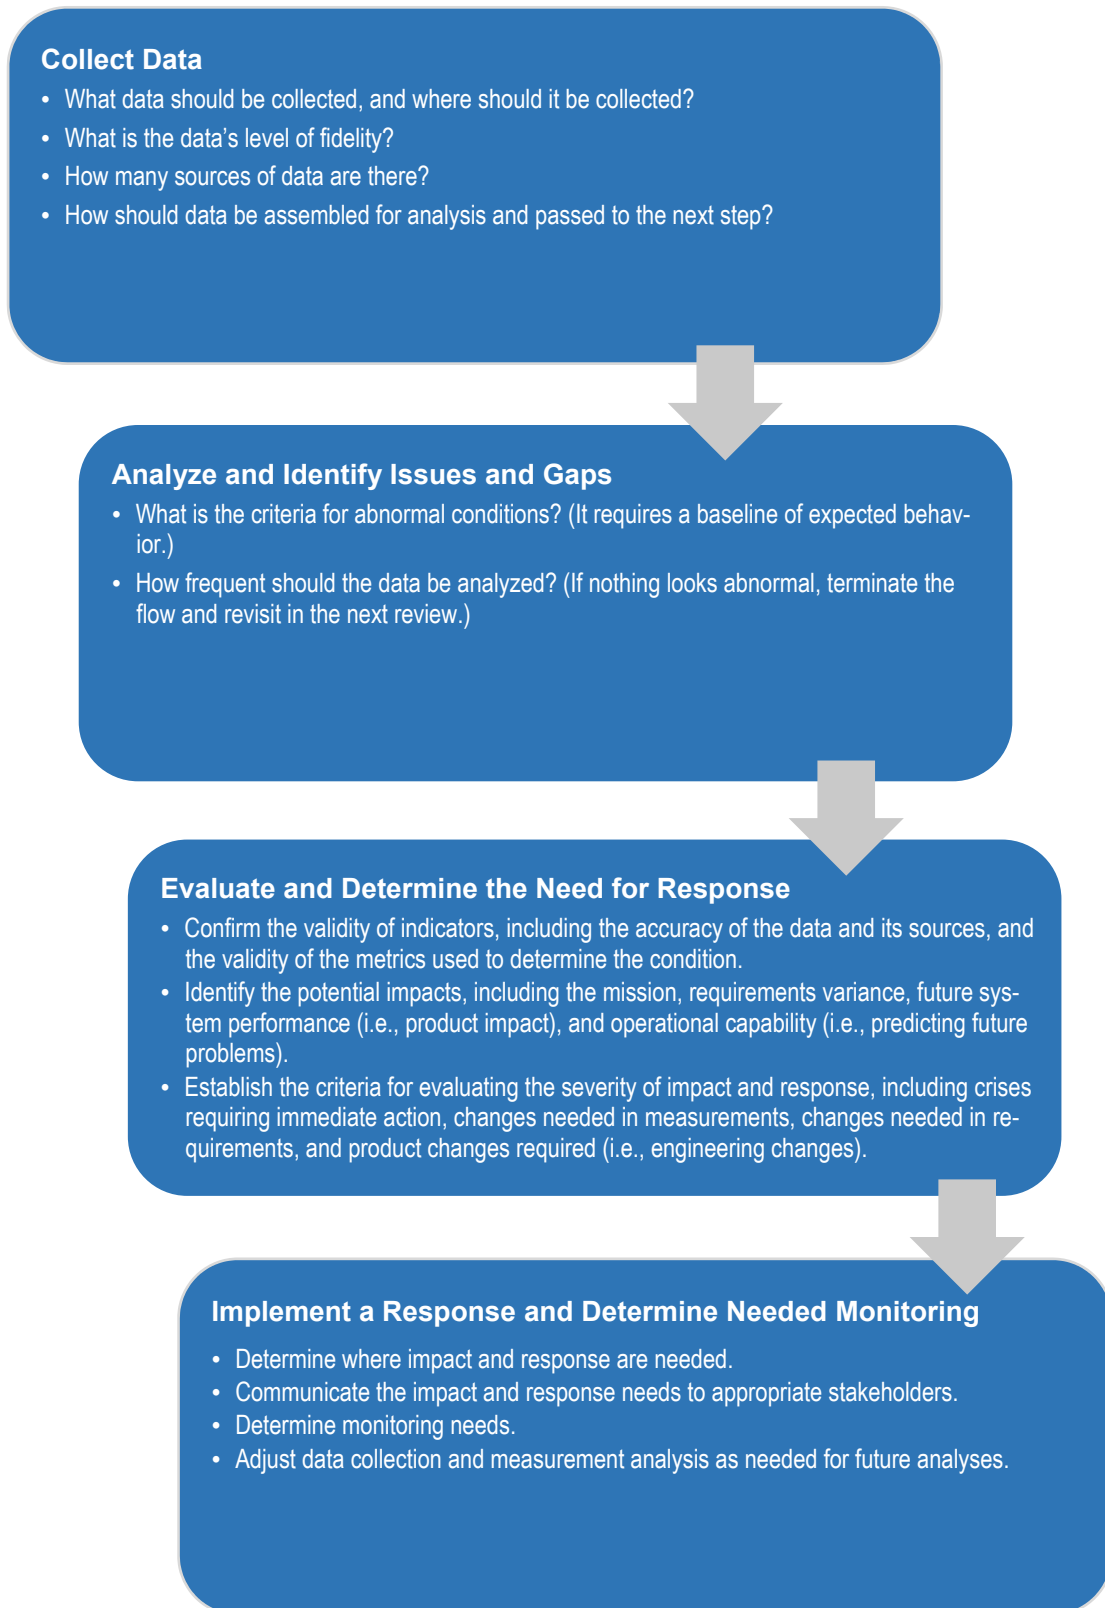 Collect Data
• What data should be collected, and where should it be collected?
• What is the data’s level of fidelity?
• How many sources of data are there?
• How should data be assembled for analysis and passed to the next step?
Analyze and Identify Issues and Gaps
• What is the criteria for abnormal conditions? (It requires a baseline of expected behav-
ior.)
• How frequent should the data be analyzed? (If nothing looks abnormal, terminate the
flow and revisit in the next review.)
Evaluate and Determine the Need for Response
• Confirm the validity of indicators, including the accuracy of the data and its sources, and
the validity of the metrics used to determine the condition.
• Identify the potential impacts, including the mission, requirements variance, future sys-
tem performance (i.e., product impact), and operational capability (i.e., predicting future
problems).
• Establish the criteria for evaluating the severity of impact and response, including crises
requiring immediate action, changes needed in measurements, changes needed in re-
quirements, and product changes required (i.e., engineering changes).
Implement a Response and Determine Needed Monitoring
• Determine where impact and response are needed.
• Communicate the impact and response needs to appropriate stakeholders.
• Determine monitoring needs.
• Adjust data collection and measurement analysis as needed for future analyses.